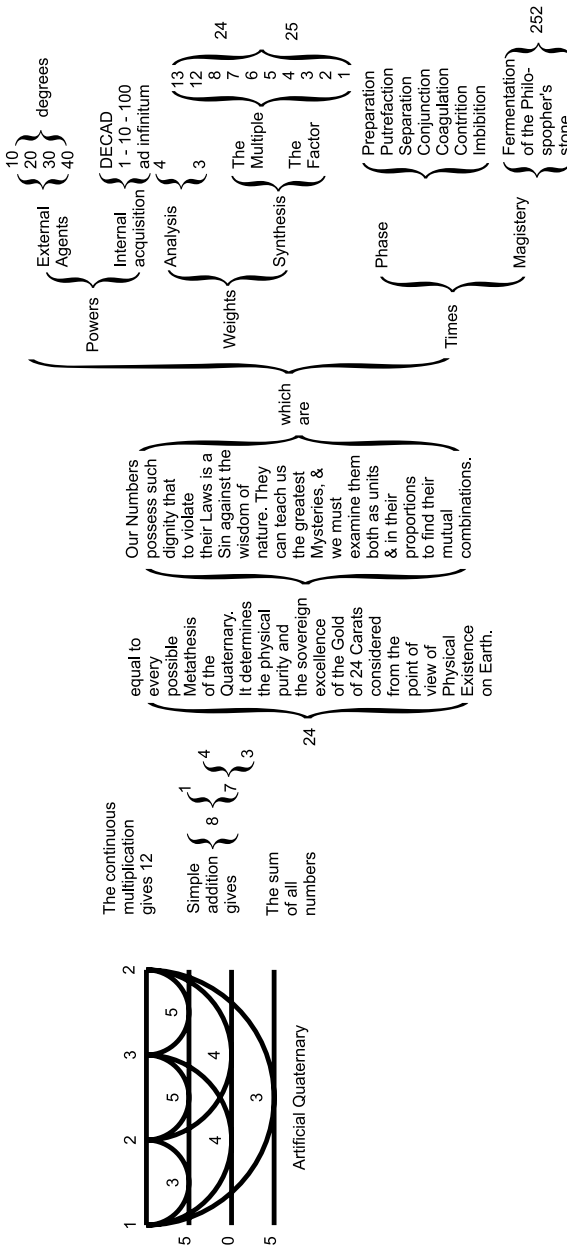 1 2 3 2
3 5 5
5
4 4
0
3
5
Artificial Quaternary
The continuous
multiplication
gives 12
Simple
addition
gives
8
1
7
4
3
The sum
of all
numbers
24
equal to
every
possible
Metathesis
of the
Quaternary.
It determines
the physical
purity and
the sovereign
excellence
of the Gold
of 24 Carats
considered
from the
point of
view of
Physical
Existence
on Earth.
Our Numbers
possess such
dignity that
to violate
their Laws is a
Sin against the
wisdom of
nature. They
can teach us
the greatest
Mysteries, &
we must
examine them
both as units
& in their
proportions
to find their
mutual
combinations.
which
are
Powers
External
Agents
10
20
30
40
degrees
Internal
acquisition
DECAD
1 - 10 - 100
ad infinitum
Weights
Analysis
4
3
Synthesis
The
Multiple
The
Factor
13
12
8
7
6
5
4
3
2
1
24
25
Times
Phase
Preparation
Putrefaction
Separation
Conjunction
Coagulation
Contrition
Imbibition
Magistery
Fermentation
of the Philo-
spopher's
stone
252